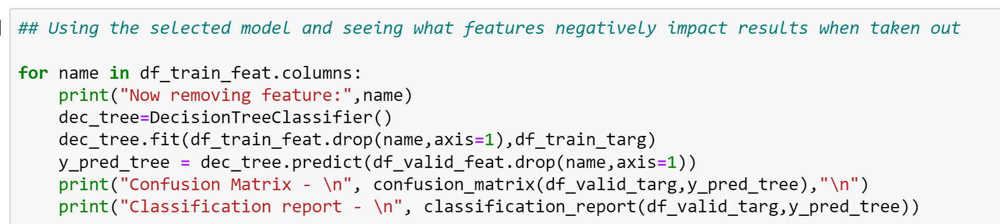 ## Using the selected model and seeing what features negatively impact results when taken out
for name in df_train_feat.columns:
    print("Now removing feature:",name)
    dec_tree=DecisionTreeClassifier()
    dec_tree.fit(df_train_feat.drop(name,axis=1),df_train_targ)
    y_pred_tree = dec_tree.predict(df_valid_feat.drop(name,axis=1))
    print("Confusion Matrix - \n", confusion_matrix(df_valid_targ,y_pred_tree),"\n")
    print("Classification report - \n", classification_report(df_valid_targ,y_pred_tree))